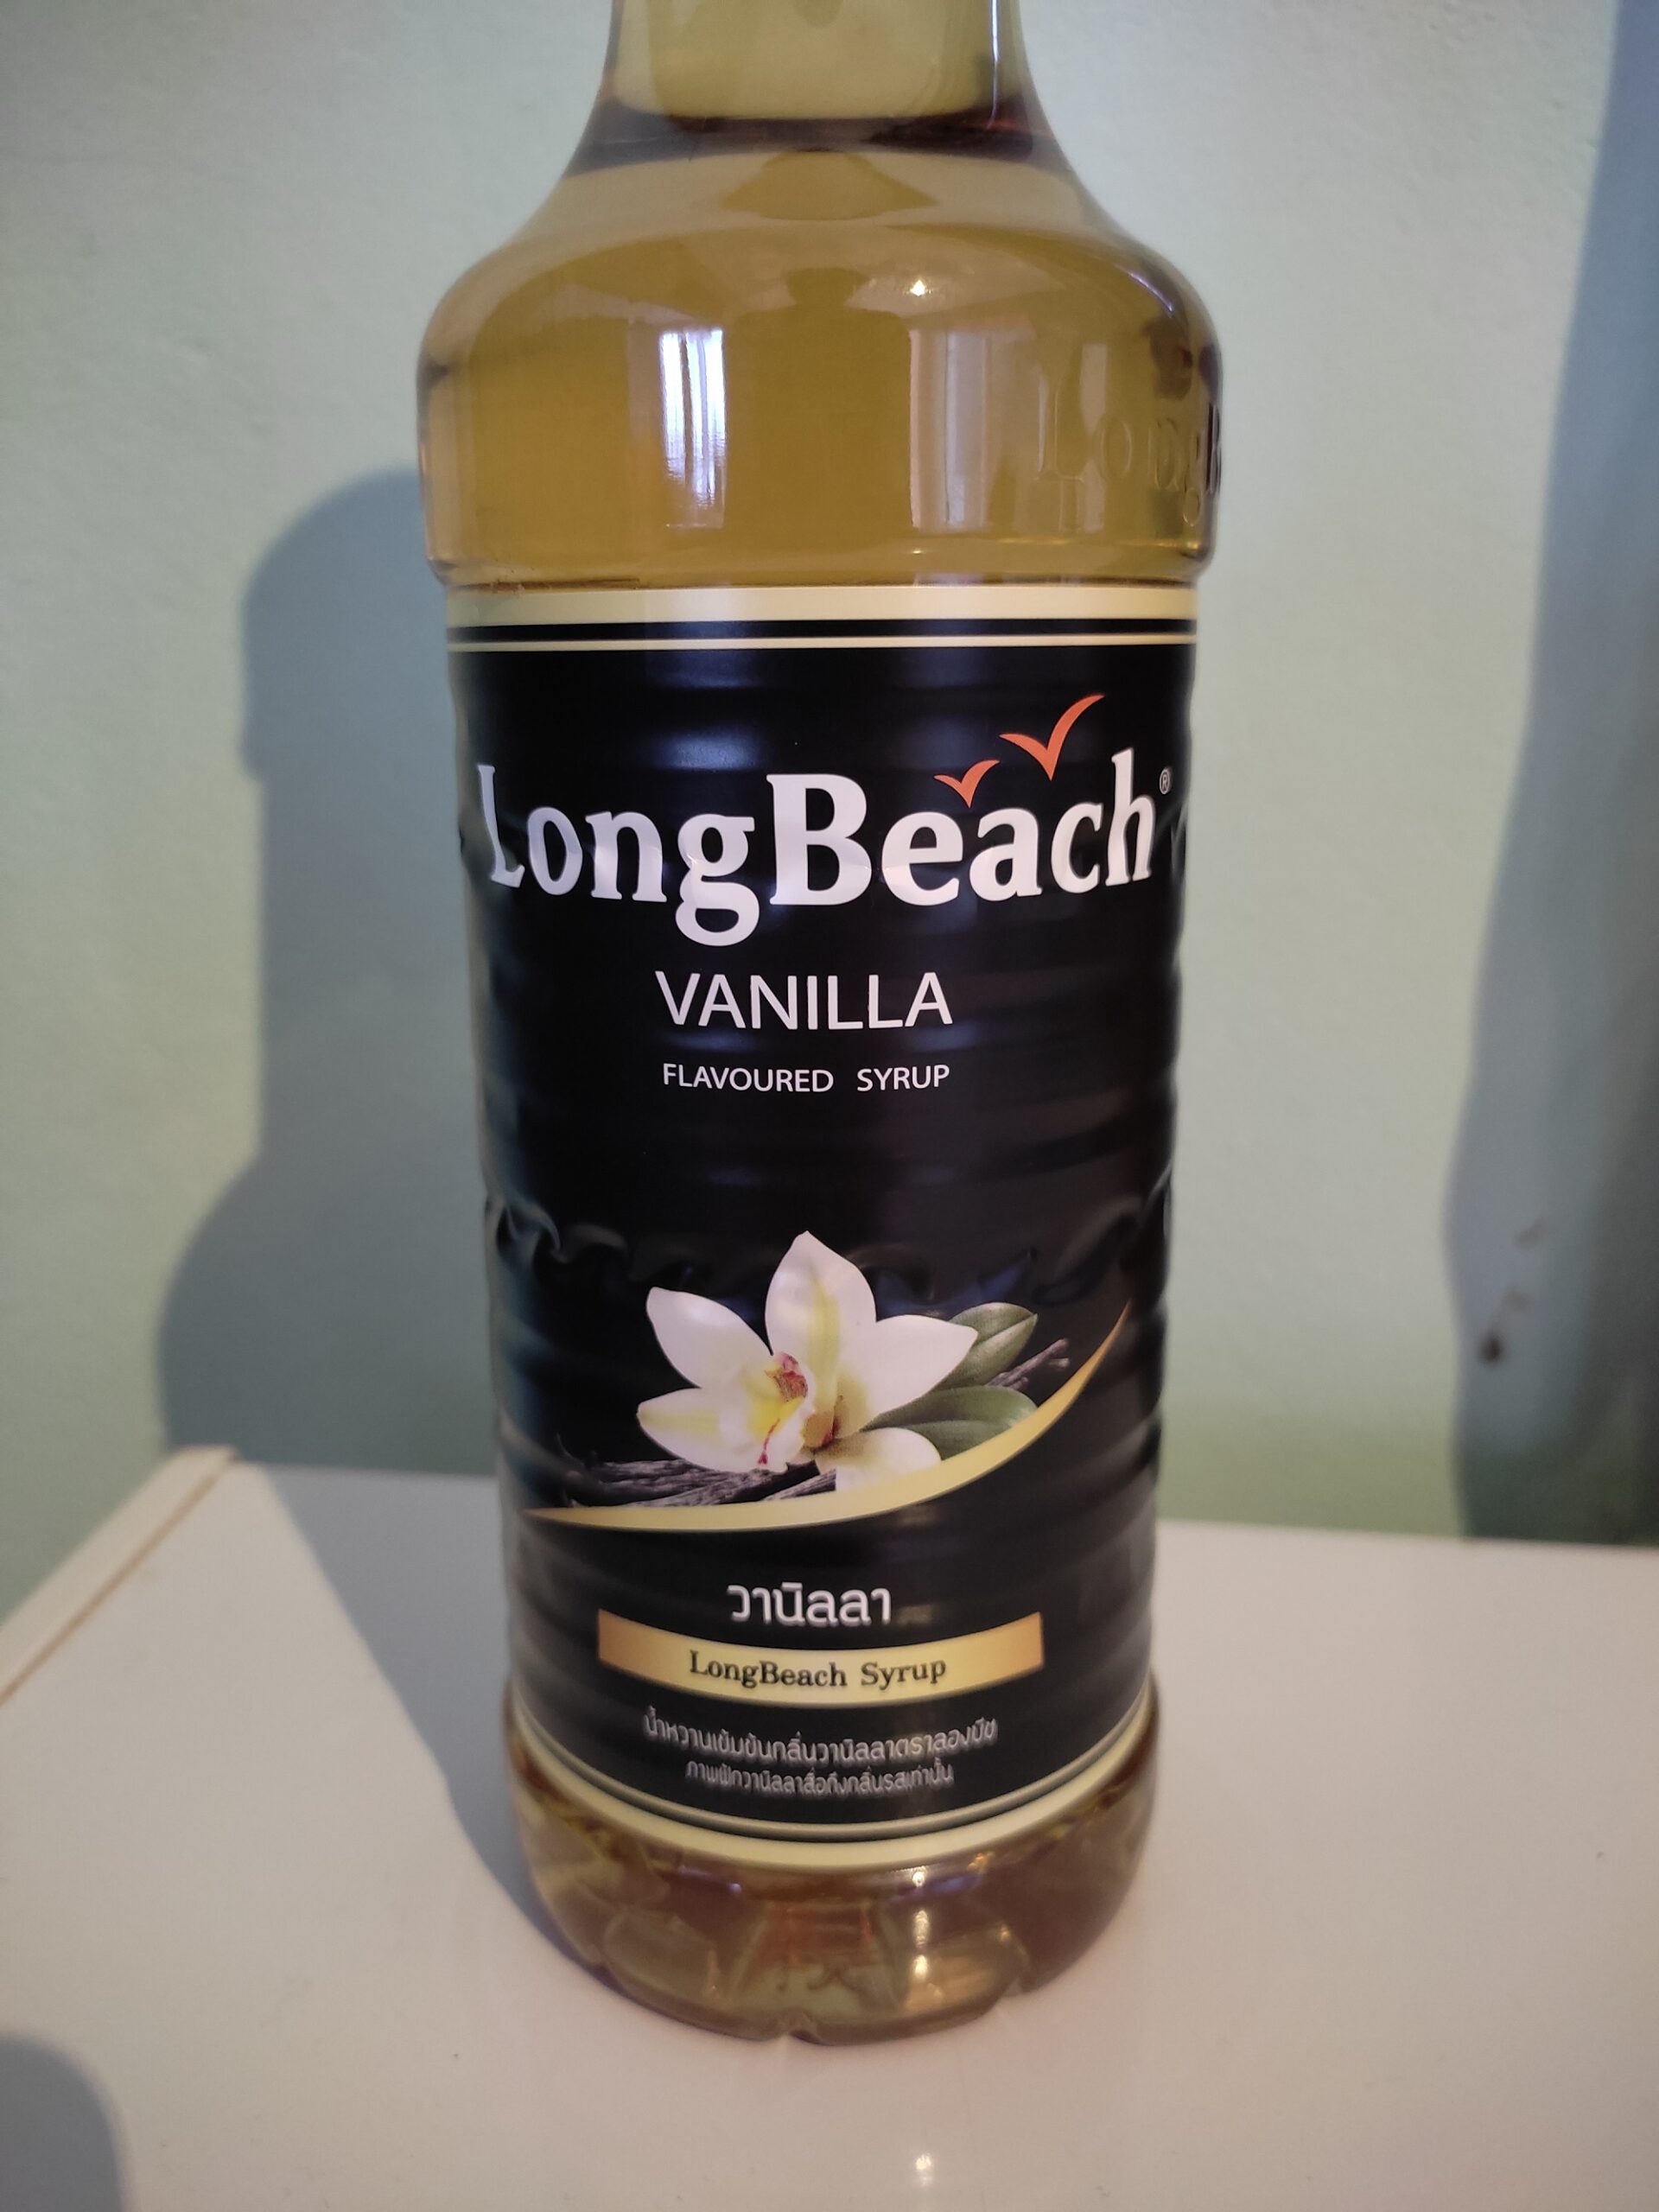 LongB
LongBeach®
VANILLA
FLAVOURED SYRUP
วานิลลา
LongBeach Syrup
น้ำหวานเข้มข้นกลิ่นวานิลลาตราลองบีช
ภาพฝักวานิลลาสื่อถึงกลิ่นรสเท่านั้น